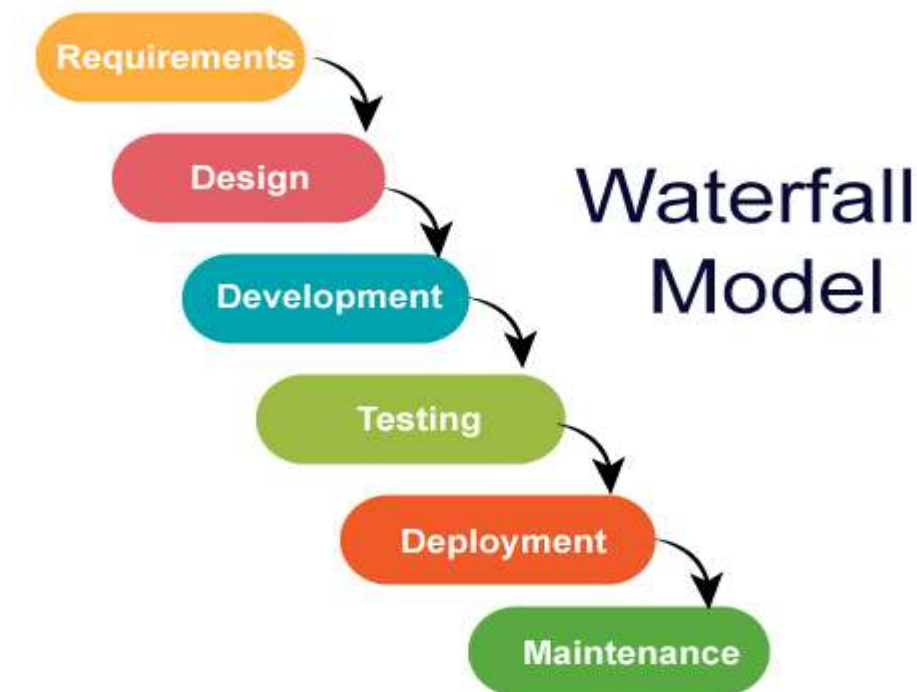 Requirements
Design
Waterfall
Model
Development
Testing
Deployment
Maintenance